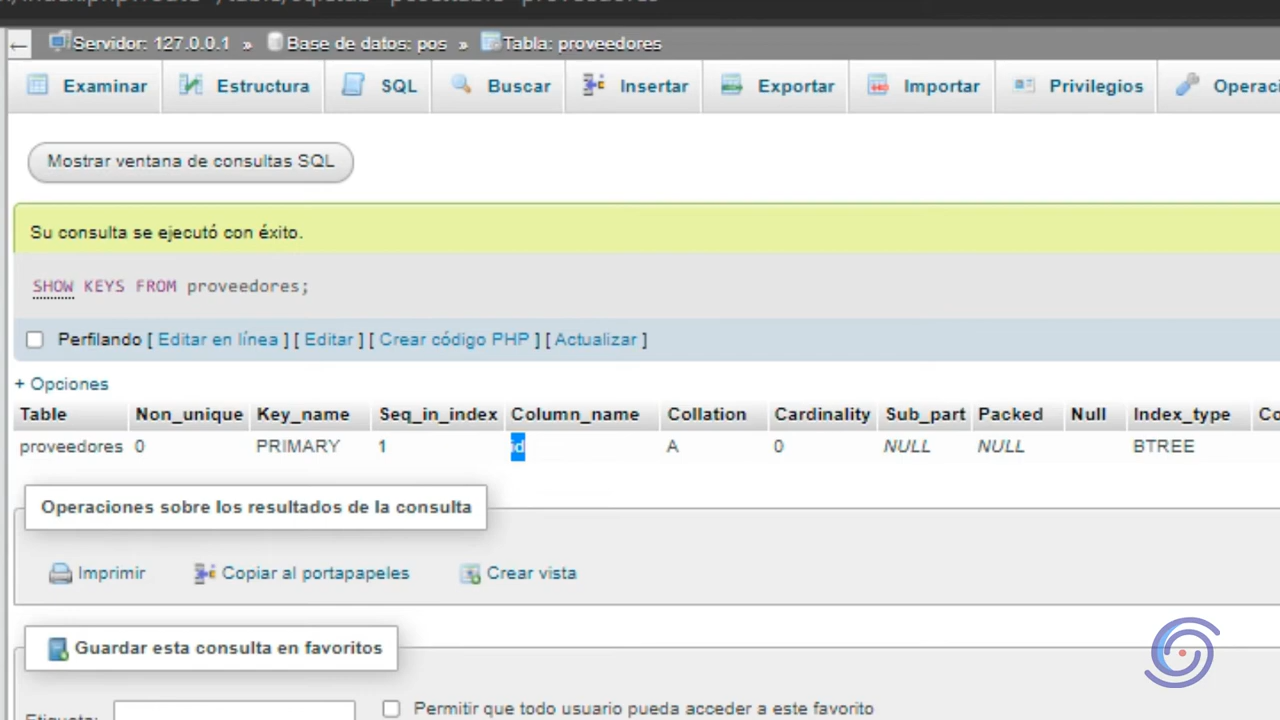 Servidor: 127.0.0.1 » Base de datos: pos » Tabla: proveedores
Examinar Estructura SQL Buscar Insertar Exportar Importar Privilegios
Mostrar ventana de consultas SQL
Su consulta se ejecutó con éxito.
SHOW KEYS FROM proveedores;
Perfilando [ Editar en línea ] [ Editar ] [ Crear código PHP ] [ Actualizar ]
+ Opciones
Table Non_unique Key_name Seq_in_index Column_name Collation Cardinality Sub_part Packed Null Index_type
proveedores 0 PRIMARY 1 id A 0 NULL NULL BTREE
Operaciones sobre los resultados de la consulta
Imprimir Copiar al portapapeles Crear vista
Guardar esta consulta en favoritos
Etiqueta: Permitir que todo usuario pueda acceder a este favorito